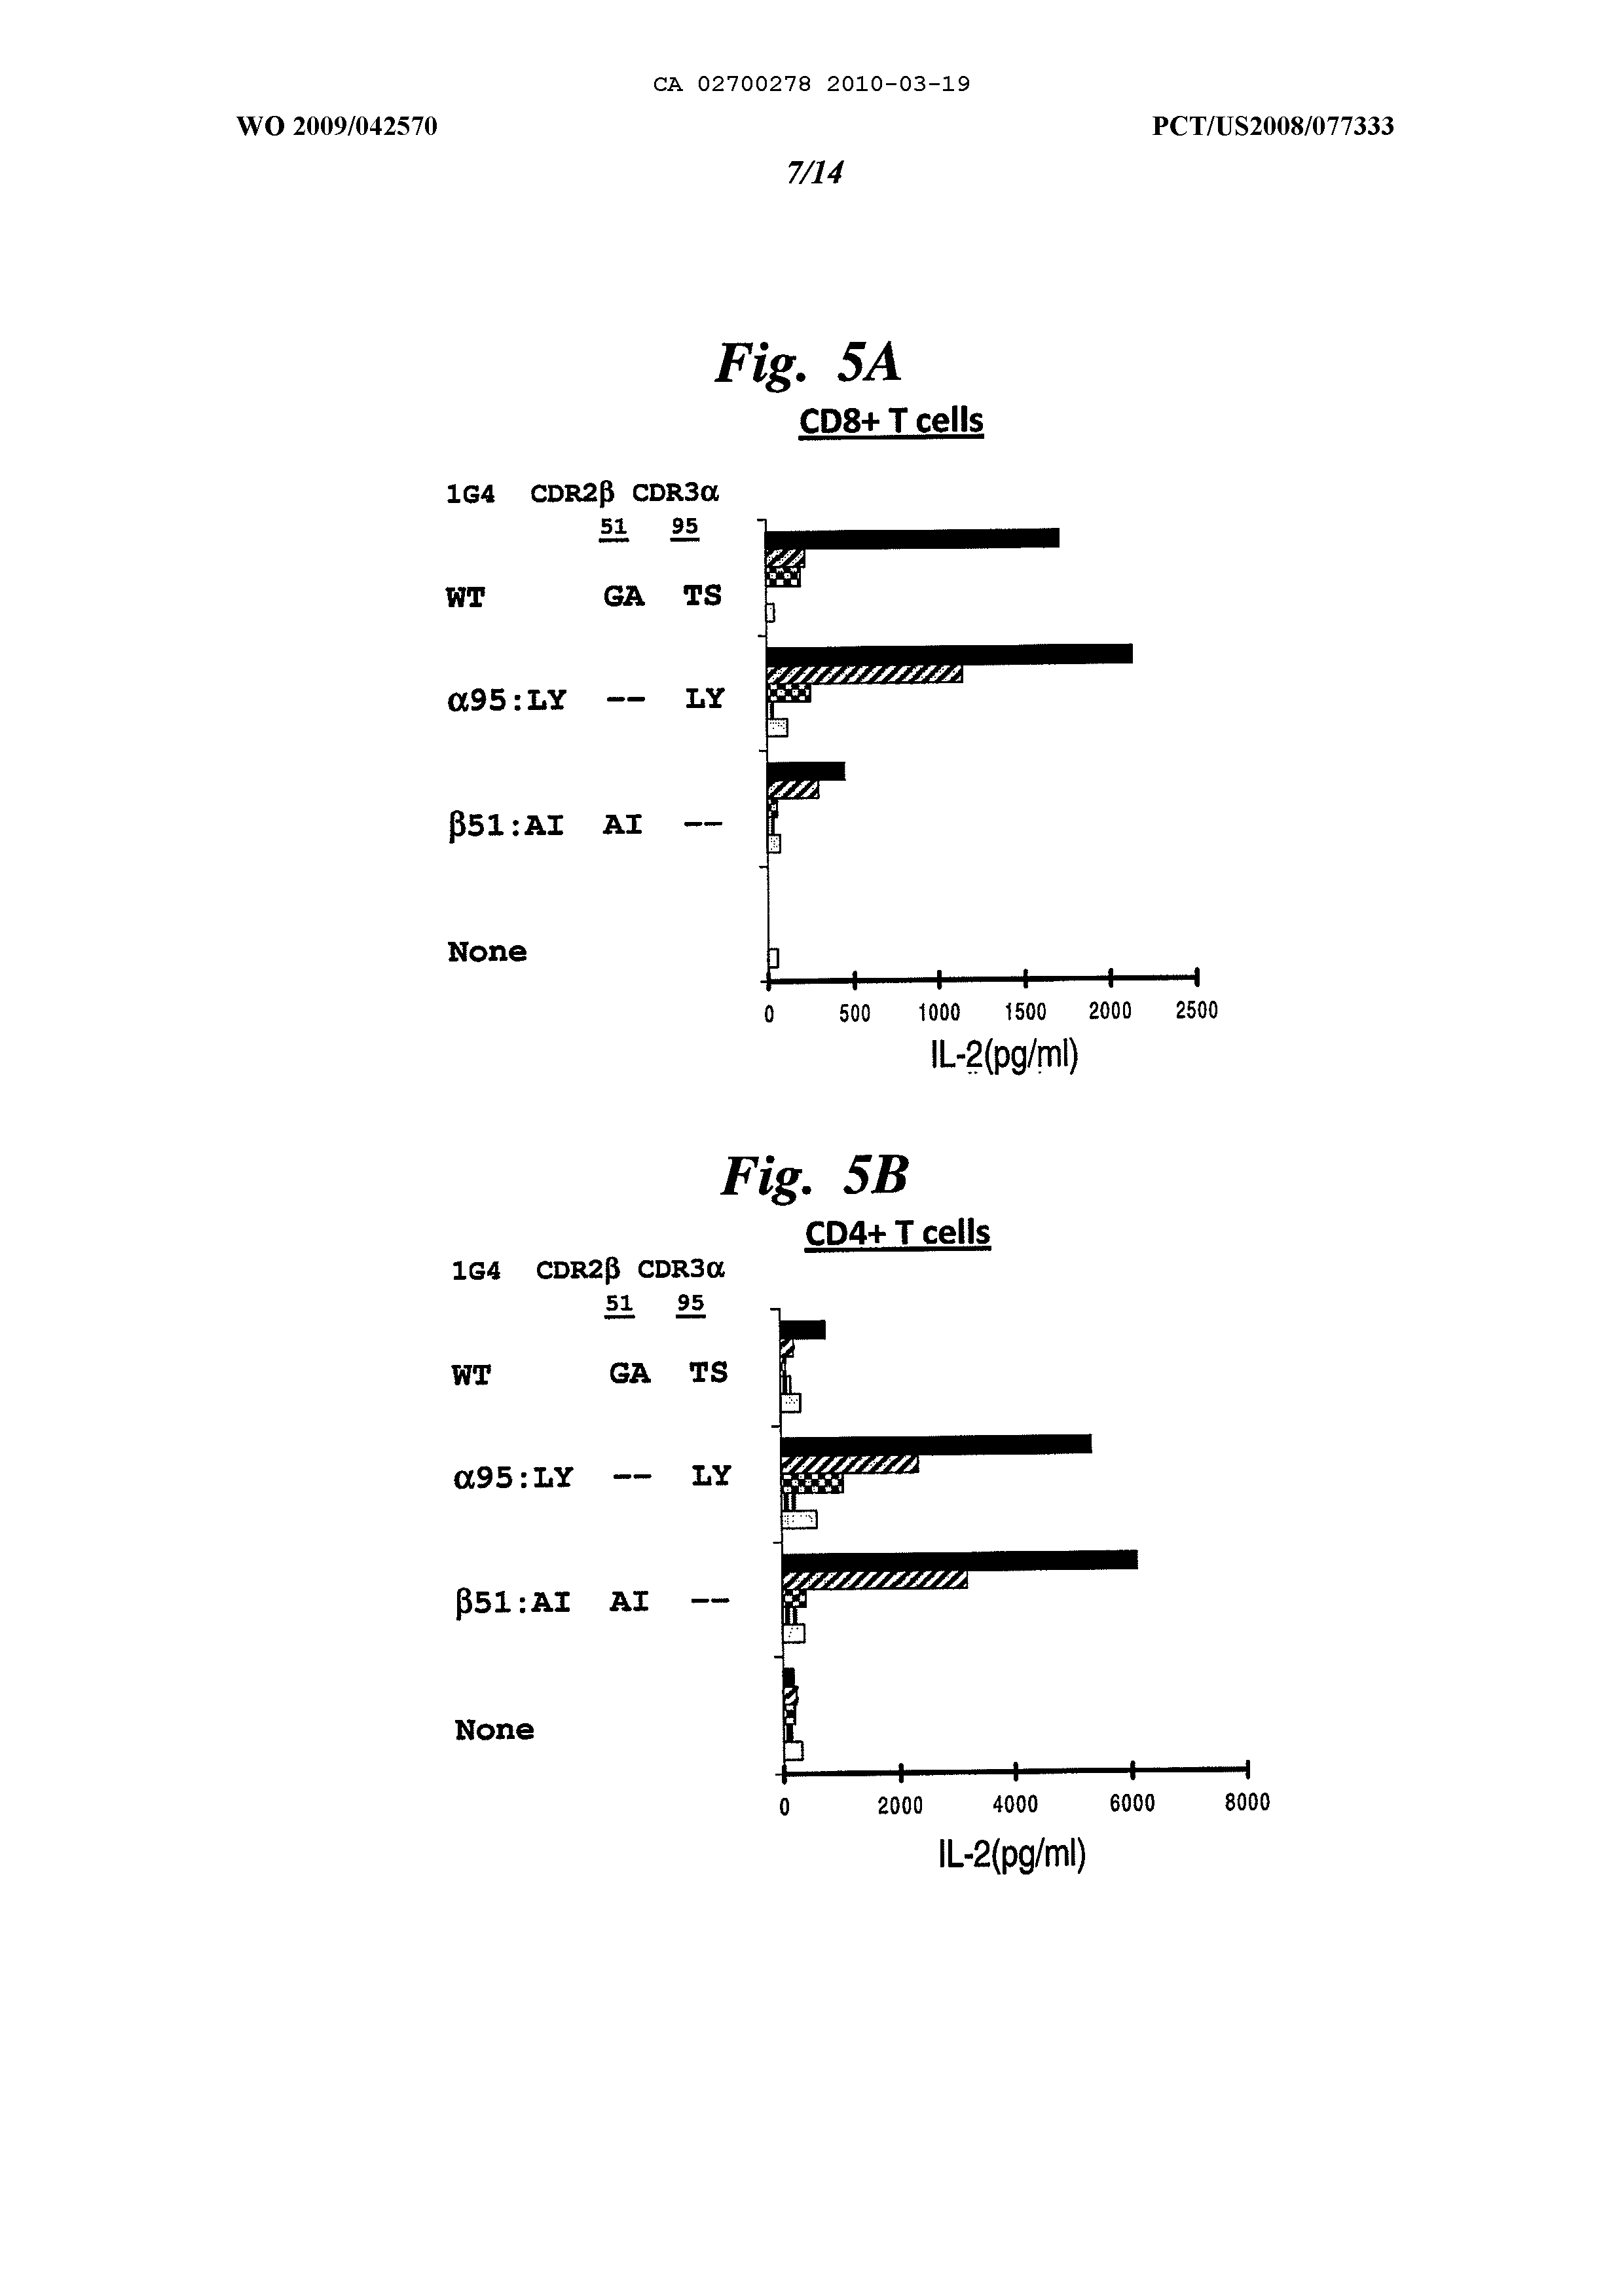 CA 02700278 2010-03-19
WO 2009/042570 PCT/US2008/077333
7/14
Fig. 5A
CD8+ T cells
1G4 CDR2β CDR3α
51 95
WT GA TS
α95:LY -- LY
β51:AI AI --
None
0 500 1000 1500 2000 2500
IL-2(pg/ml)
Fig. 5B
CD4+ T cells
1G4 CDR2β CDR3α
51 95
WT GA TS
α95:LY -- LY
β51:AI AI --
None
0 2000 4000 6000 8000
IL-2(pg/ml)